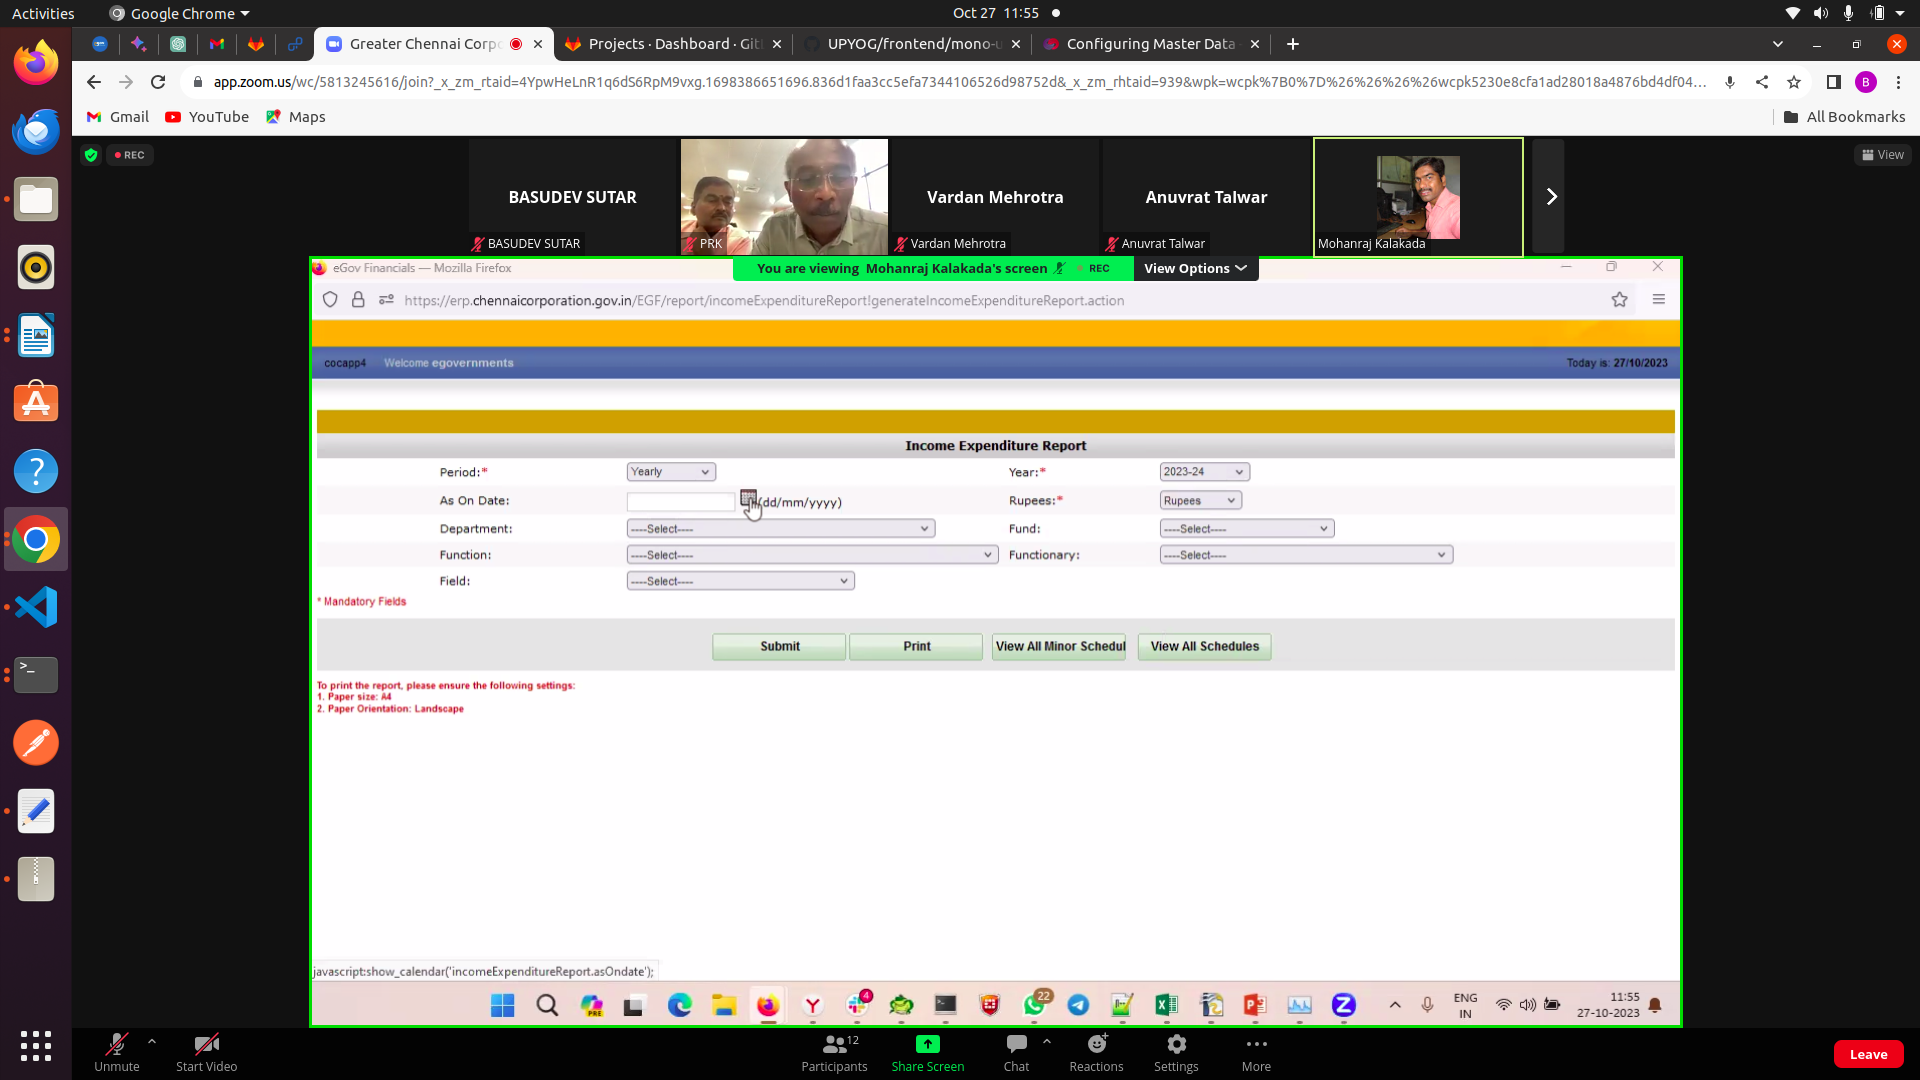 Activities
Google Chrome
Oct 27 11:55
Greater Chennai Corpo
Projects · Dashboard · Git
UPYOG/frontend/mono-u
Configuring Master Data
app.zoom.us/wc/5813245616/join?_x_zm_rtaid=4YpwHeLnR1q6dS6RpM9vxg.1698386651696.836d1faa3cc5efa7344106526d98752d&_x_zm_rhtaid=939&wpk=wcpk%7B0%7D%26%26%26%26wcpk5230e8cfa1ad28018a4876bd4df04...
B
Gmail
YouTube
Maps
All Bookmarks
REC
View
BASUDEV SUTAR
Vardan Mehrotra
Anuvrat Talwar
BASUDEV SUTAR
PRK
Vardan Mehrotra
Anuvrat Talwar
Mohanraj Kalakada
eGov Financials — Mozilla Firefox
You are viewing Mohanraj Kalakada's screen
REC
View Options
https://erp.chennaicorporation.gov.in/EGF/report/incomeExpenditureReport!generateIncomeExpenditureReport.action
cocapp4
Welcome egovernments
Today is: 27/10/2023
Income Expenditure Report
Period:*
Yearly
Year:*
2023-24
As On Date:
(dd/mm/yyyy)
Rupees:*
Rupees
Department:
----Select----
Fund:
----Select----
Function:
----Select----
Functionary:
----Select----
Field:
----Select----
* Mandatory Fields
Submit
Print
View All Minor Schedul
View All Schedules
To print the report, please ensure the following settings:
1. Paper size: A4
2. Paper Orientation: Landscape
javascript:show_calendar('incomeExpenditureReport.asOndate');
PRE
4
22
ENG
IN
11:55
27-10-2023
Unmute
Start Video
12
Participants
Share Screen
Chat
Reactions
Settings
More
Leave